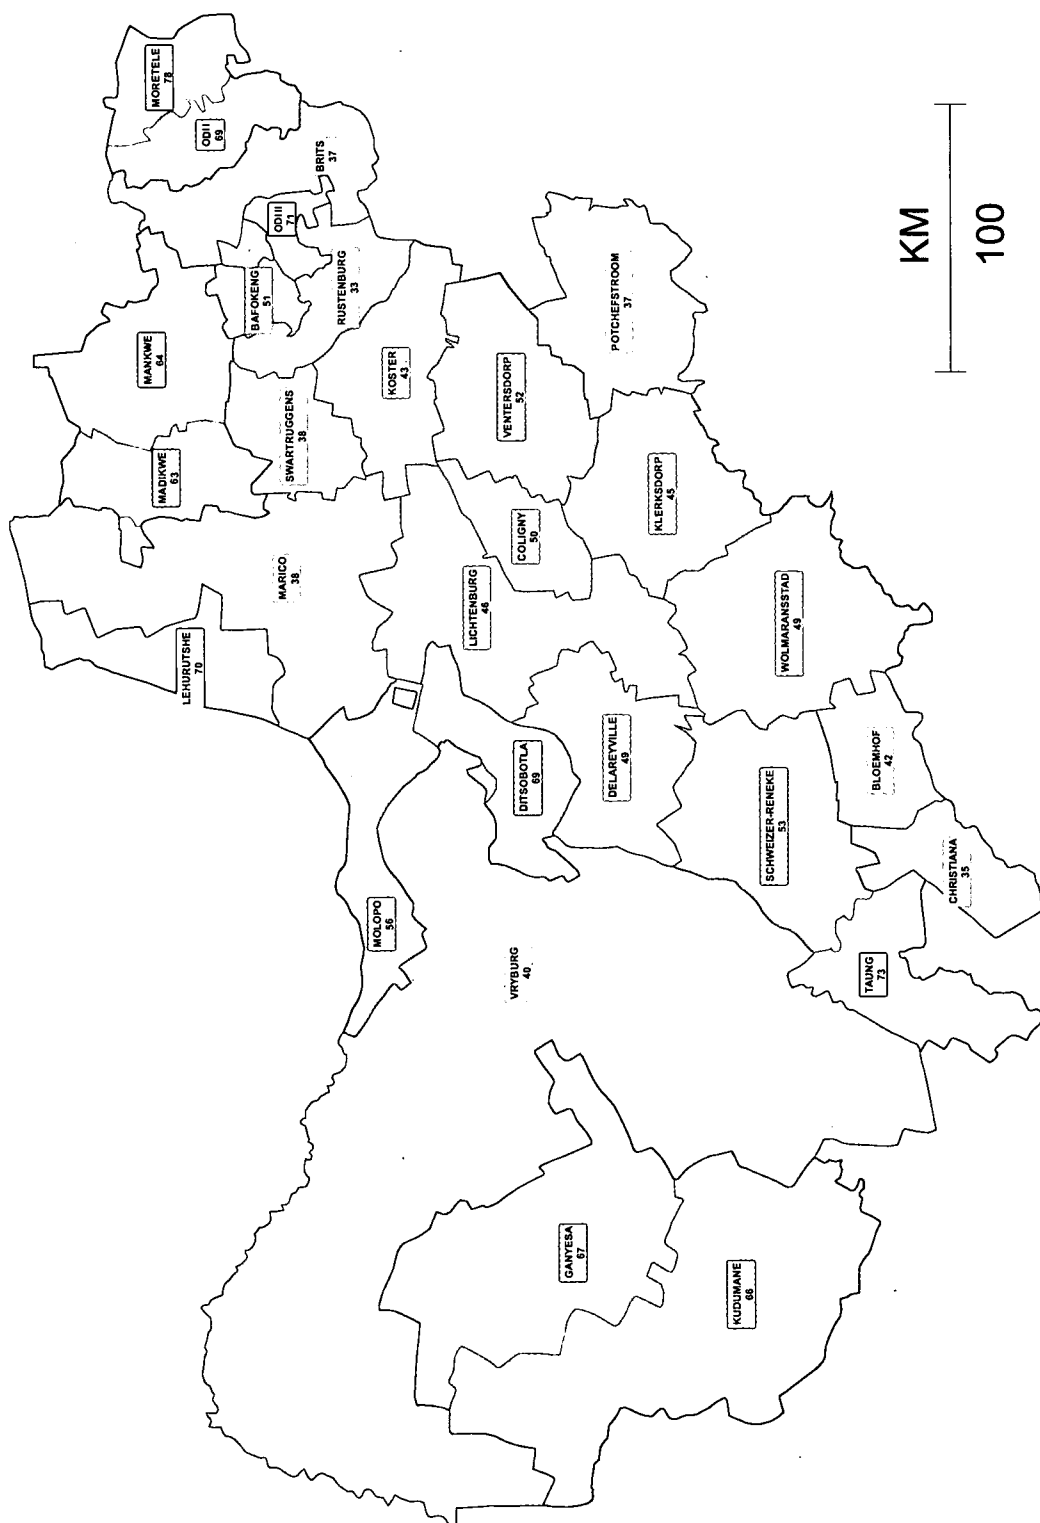 MORETELE
78
ODII
69
BRITS
37
ODIII
71
BAFOKENG
51
RUSTENBURG
33
MANKWE
64
SWARTRUGGENS
38
KOSTER
43
MADIKWE
63
MARICO
38
LEHURUTSHE
70
VENTERSDORP
52
POTCHEFSTROOM
37
KLERKSDORP
45
COLIGNY
50
LICHTENBURG
46
WOLMARANSSTAD
49
DITSOBOTLA
69
DELAREYVILLE
49
SCHWEIZER-RENEKE
53
BLOEMHOF
42
CHRISTIANA
35
TAUNG
73
MOLOPO
56
VRYBURG
40
GANYESA
67
KUDUMANE
66
KM
100